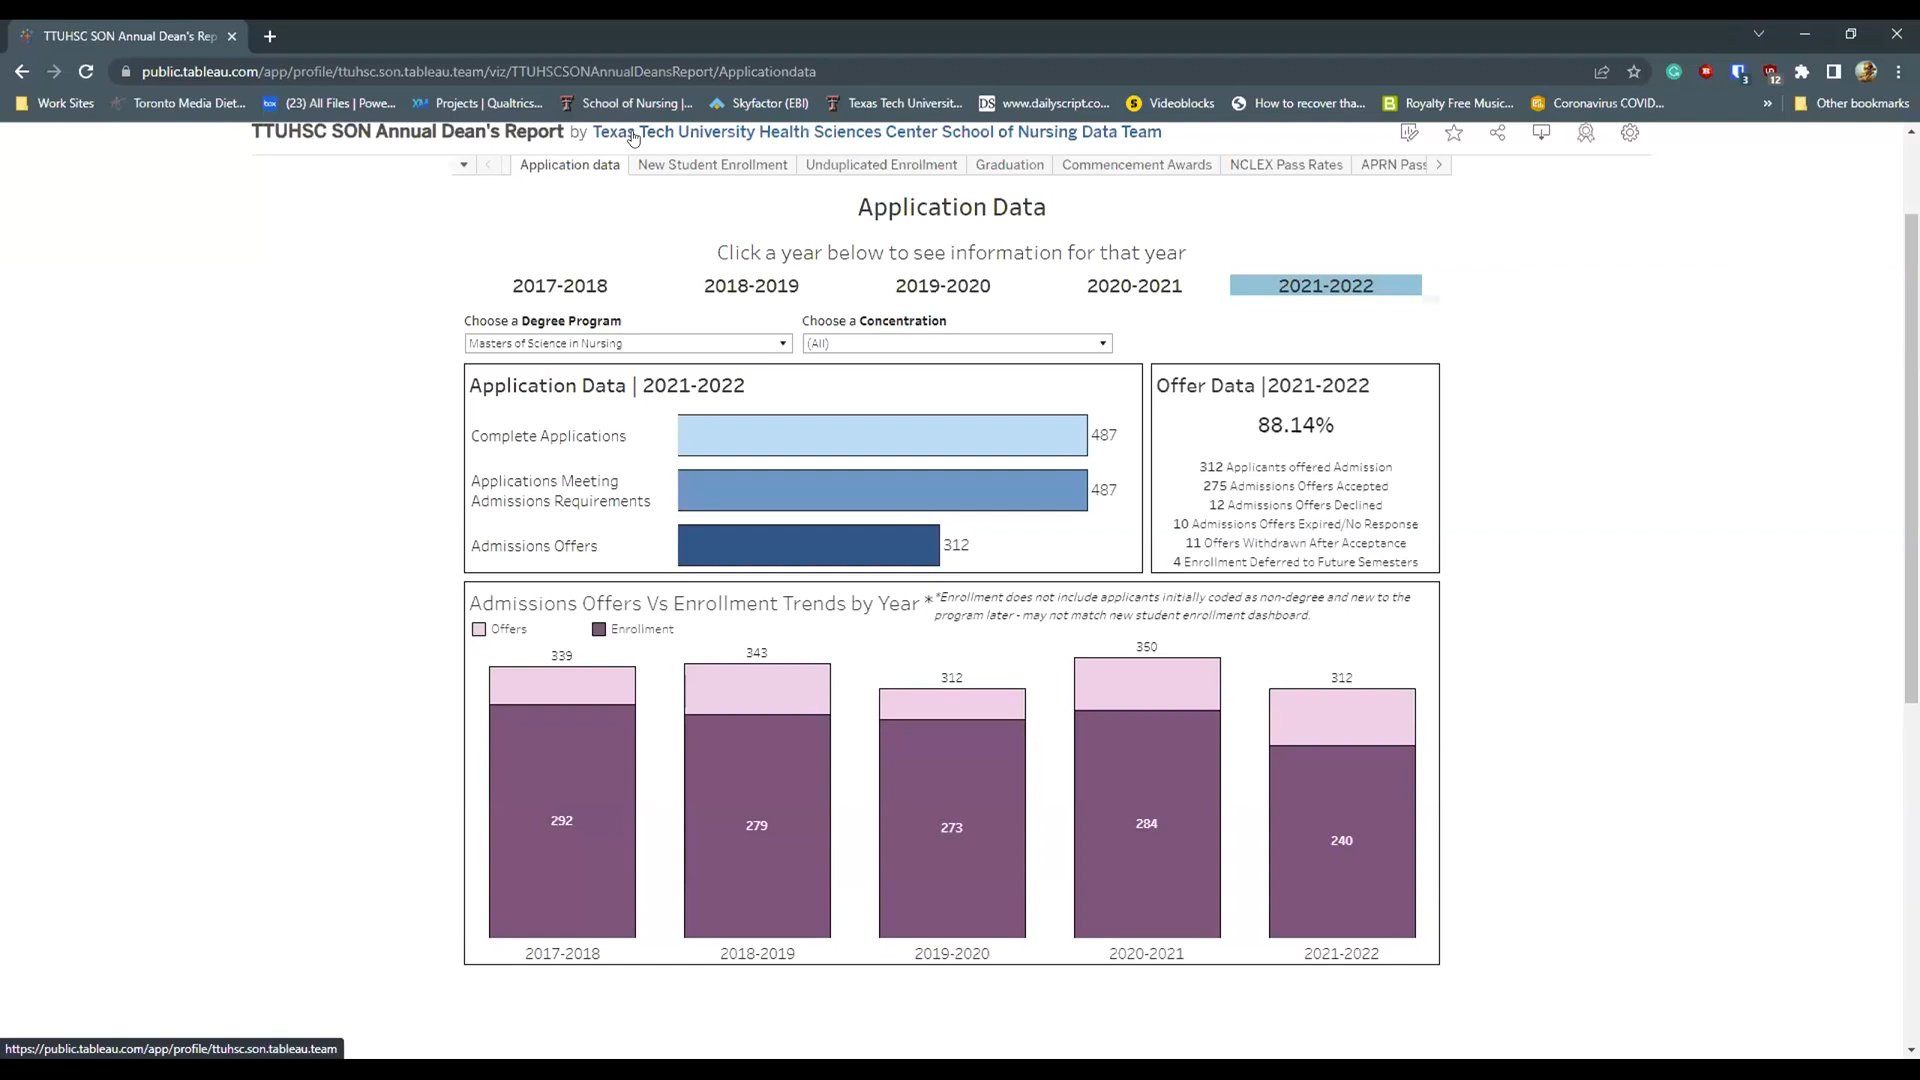 TTUHSC SON Annual Dean's Rep
public.tableau.com/app/profile/ttuhsc.son.tableau.team/viz/TTUHSCSONAnnualDeansReport/Applicationdata
3
12
Work Sites
Toronto Media Diet...
box
(23) All Files | Powe...
XM
Projects | Qualtrics...
School of Nursing |...
Skyfactor (EBI)
Texas Tech Universit...
DS
www.dailyscript.co...
Videoblocks
How to recover tha...
B
Royalty Free Music...
Coronavirus COVID...
»
Other bookmarks
TTUHSC SON Annual Dean's Report by Texas Tech University Health Sciences Center School of Nursing Data Team
Application data
New Student Enrollment
Unduplicated Enrollment
Graduation
Commencement Awards
NCLEX Pass Rates
APRN Pass
Application Data
Click a year below to see information for that year
2017-2018
2018-2019
2019-2020
2020-2021
2021-2022
Choose a Degree Program
Choose a Concentration
Masters of Science in Nursing
(All)
Application Data | 2021-2022
Complete Applications
487
Applications Meeting
Admissions Requirements
487
Admissions Offers
312
Offer Data |2021-2022
88.14%
312 Applicants offered Admission
275 Admissions Offers Accepted
12 Admissions Offers Declined
10 Admissions Offers Expired/No Response
11 Offers Withdrawn After Acceptance
4 Enrollment Deferred to Future Semesters
Admissions Offers Vs Enrollment Trends by Year *
*Enrollment does not include applicants initially coded as non-degree and new to the
program later - may not match new student enrollment dashboard.
Offers
Enrollment
339
343
312
350
312
292
279
273
284
240
2017-2018
2018-2019
2019-2020
2020-2021
2021-2022
https://public.tableau.com/app/profile/ttuhsc.son.tableau.team